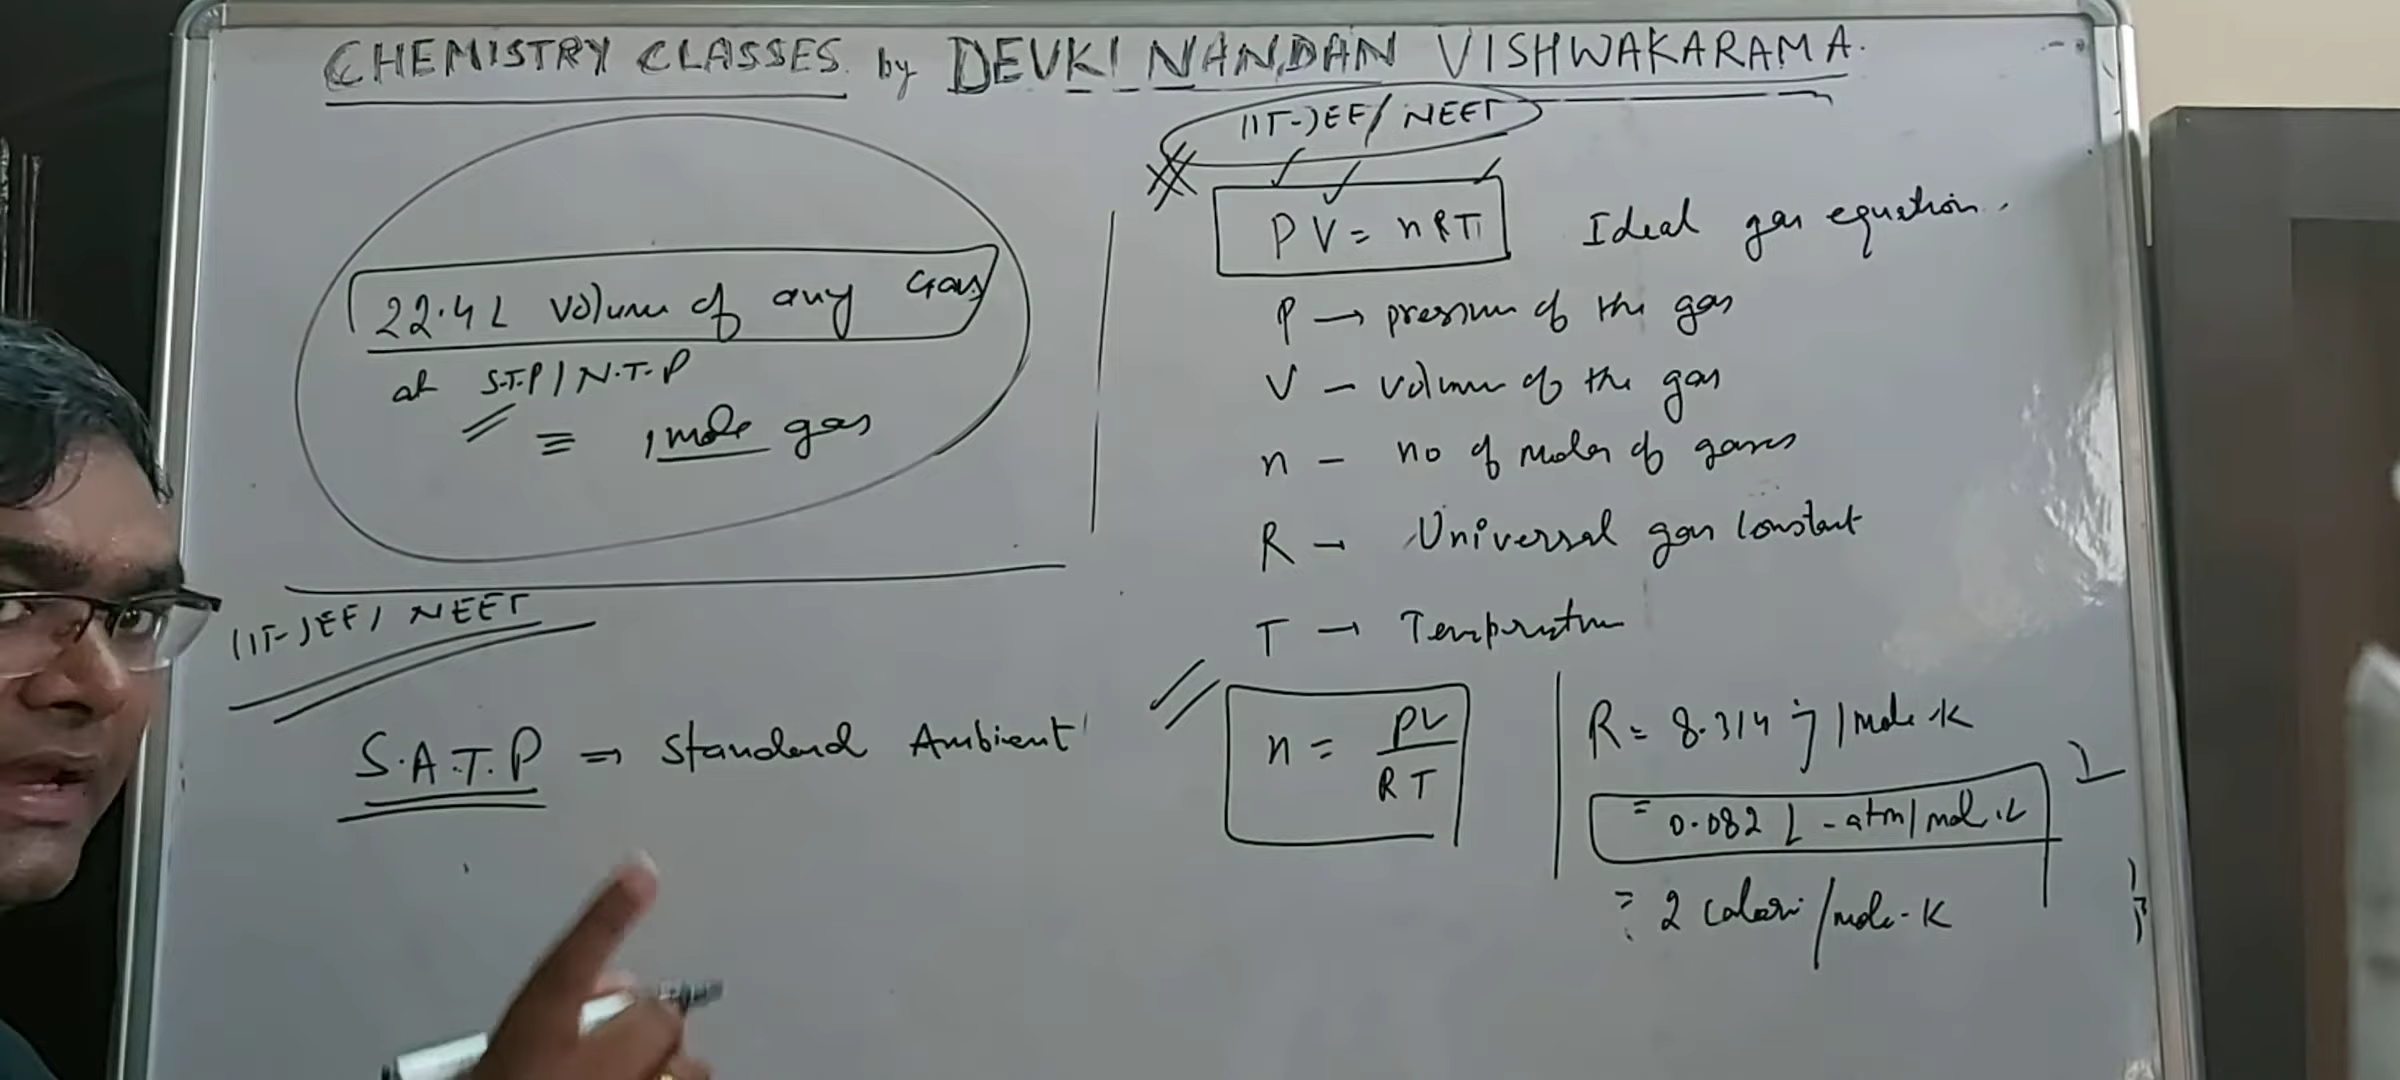 CHEMISTRY CLASSES by DEVKI NANDAN VISHWAKARAMA.
22.4 L volume of any Gas
at S.T.P / N.T.P
≡ 1 mole gas
IIT-JEE / NEET
S.A.T.P ⇒ Standard Ambient
IIT-JEE / NEET
PV = nRT Ideal gas equation.
P → pressure of the gas
V – volume of the gas
n – no of moles of gases
R → Universal gas constant
T → Temperature
n = PV / RT
R = 8.314 j / mole·K
= 0.082 L-atm / mol·K
= 2 calori / mole-K